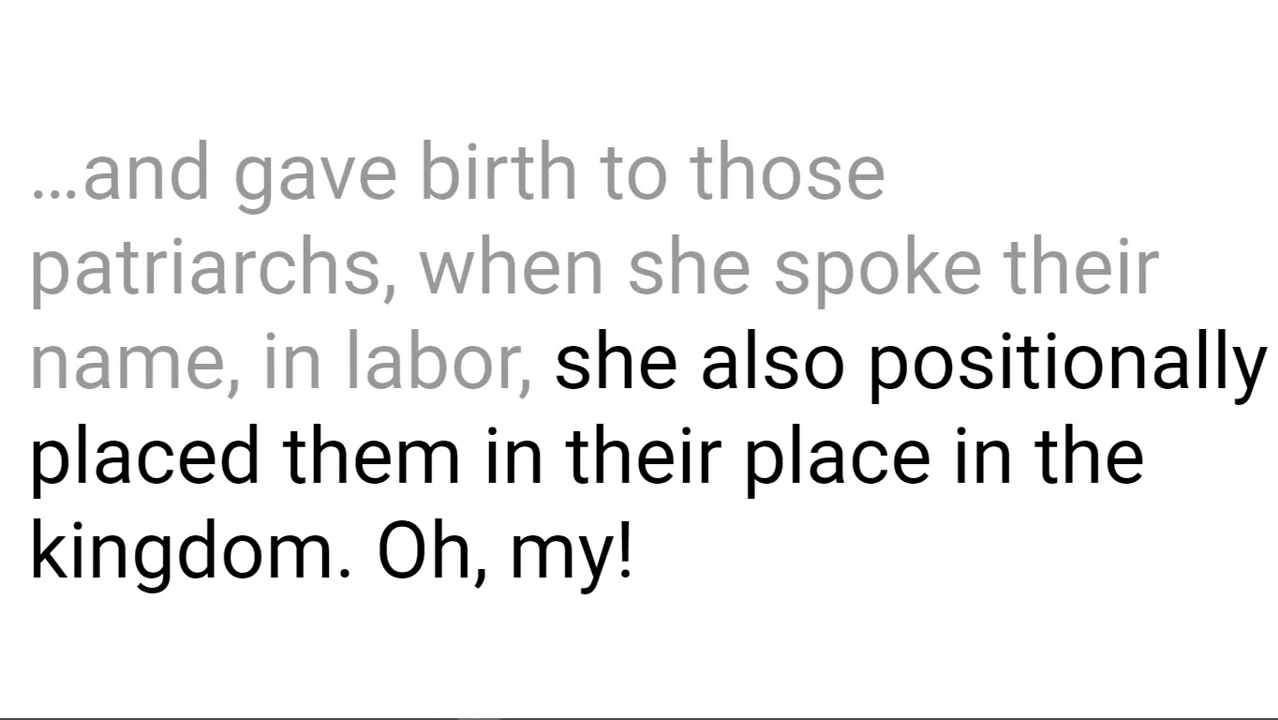 …and gave birth to those
patriarchs, when she spoke their
name, in labor, she also positionally
placed them in their place in the
kingdom. Oh, my!